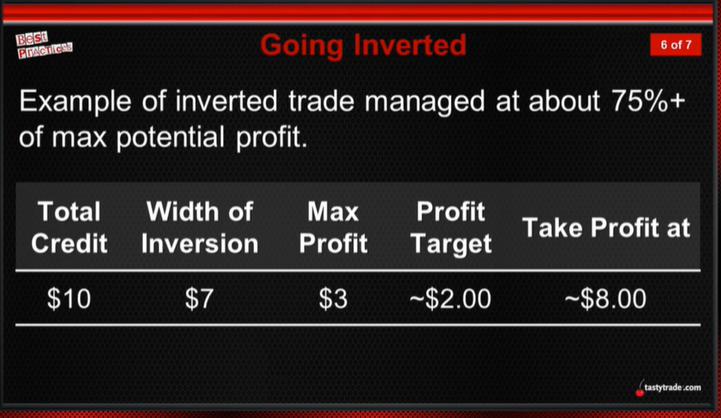 Best
Practices
Going Inverted
6 of 7
Example of inverted trade managed at about 75%+
of max potential profit.
Total Credit
Width of Inversion
Max Profit
Profit Target
Take Profit at
$10
$7
$3
~$2.00
~$8.00
tastytrade.com